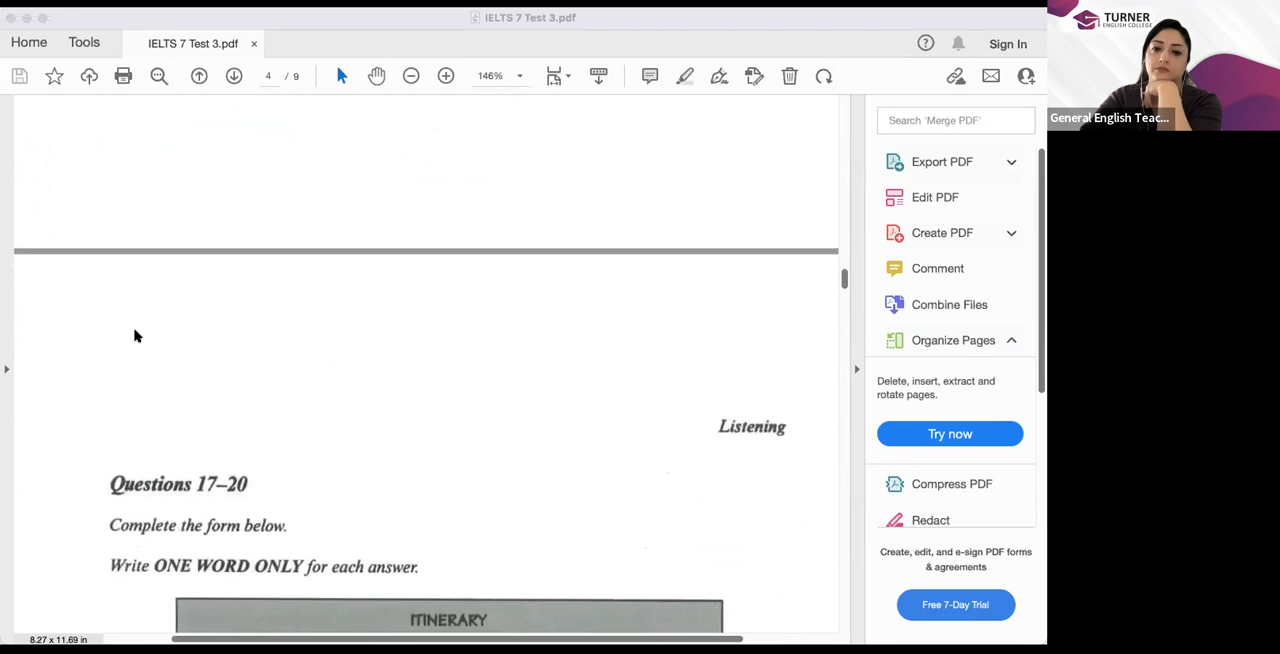 IELTS 7 Test 3.pdf
Home
Tools
IELTS 7 Test 3.pdf
×
Sign In
4 / 9
146%
Listening
Questions 17–20
Complete the form below.
Write ONE WORD ONLY for each answer.
ITINERARY
8.27 x 11.69 in
Search 'Merge PDF'
Export PDF
Edit PDF
Create PDF
Comment
Combine Files
Organize Pages
Delete, insert, extract and
rotate pages.
Try now
Compress PDF
Redact
Create, edit, and e-sign PDF forms
& agreements
Free 7-Day Trial
TURNER
ENGLISH COLLEGE
General English Teac...